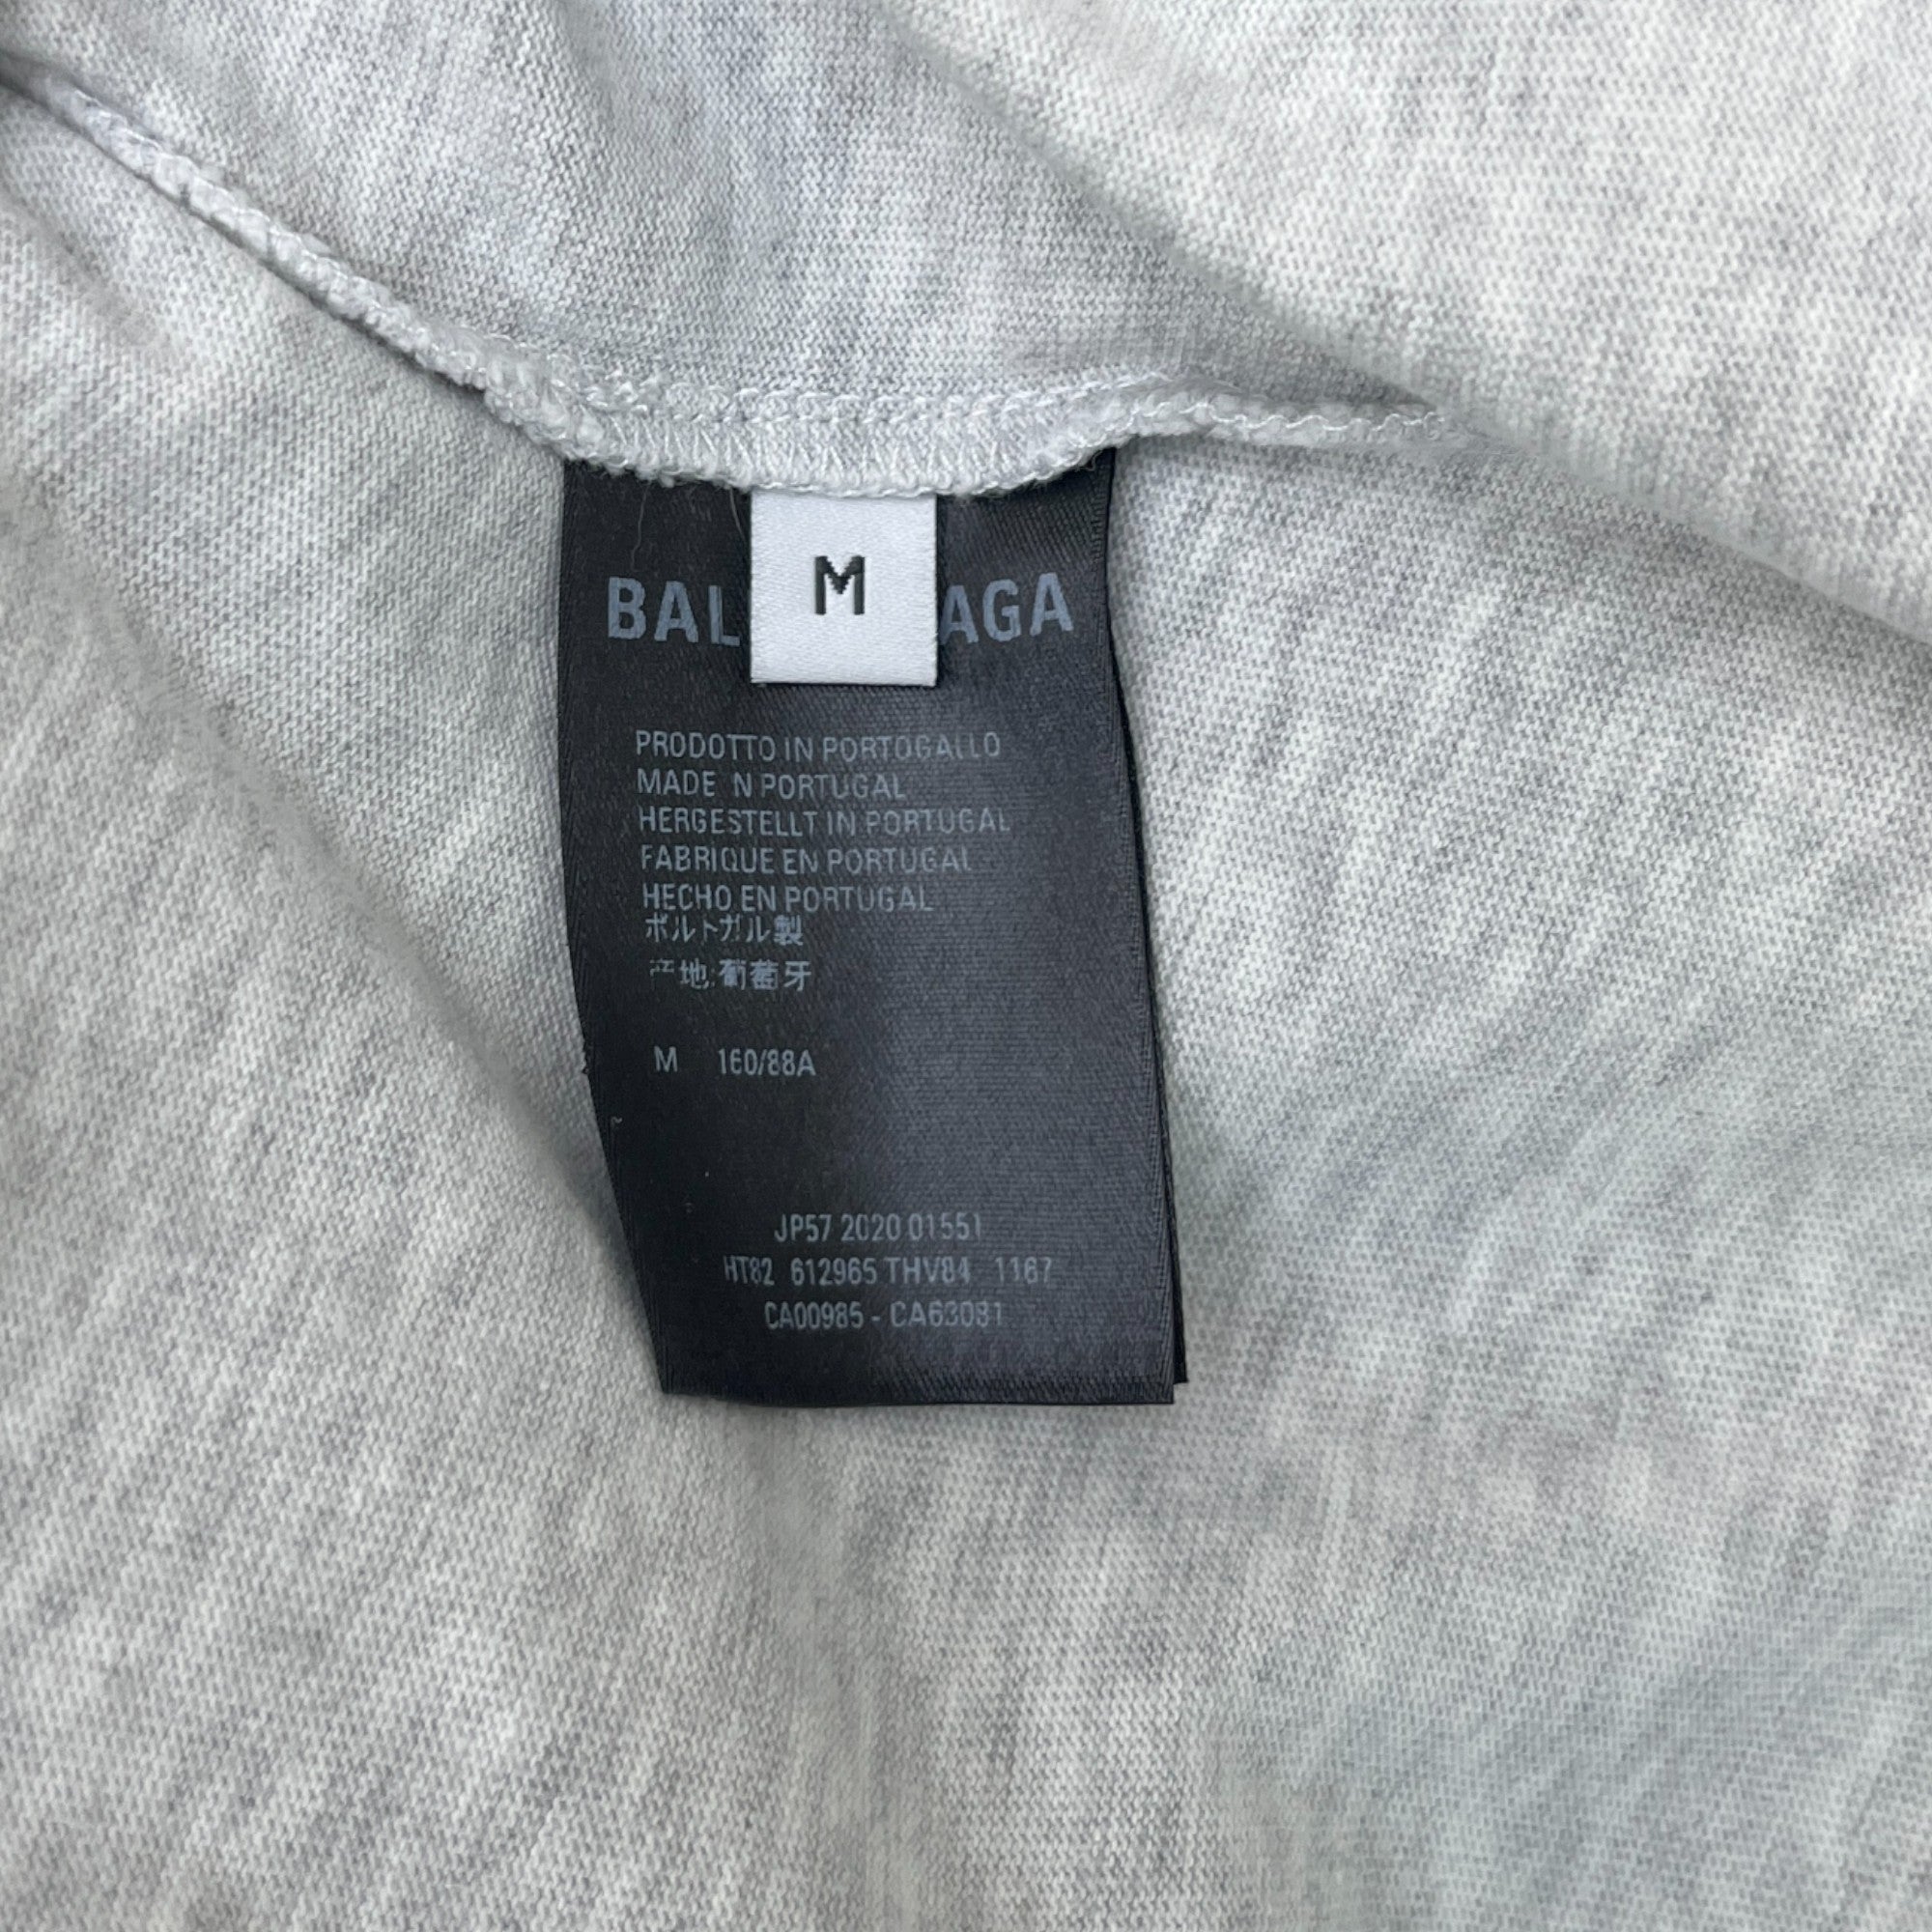 M
BAL AGA
PRODOTTO IN PORTOGALLO
MADE IN PORTUGAL
HERGESTELLT IN PORTUGAL
FABRIQUE EN PORTUGAL
HECHO EN PORTUGAL
ポルトガル製
产地:葡萄牙
M 160/88A
JP57 2020 01551
HT82 612965 THV84 1167
CA00985 - CA63081